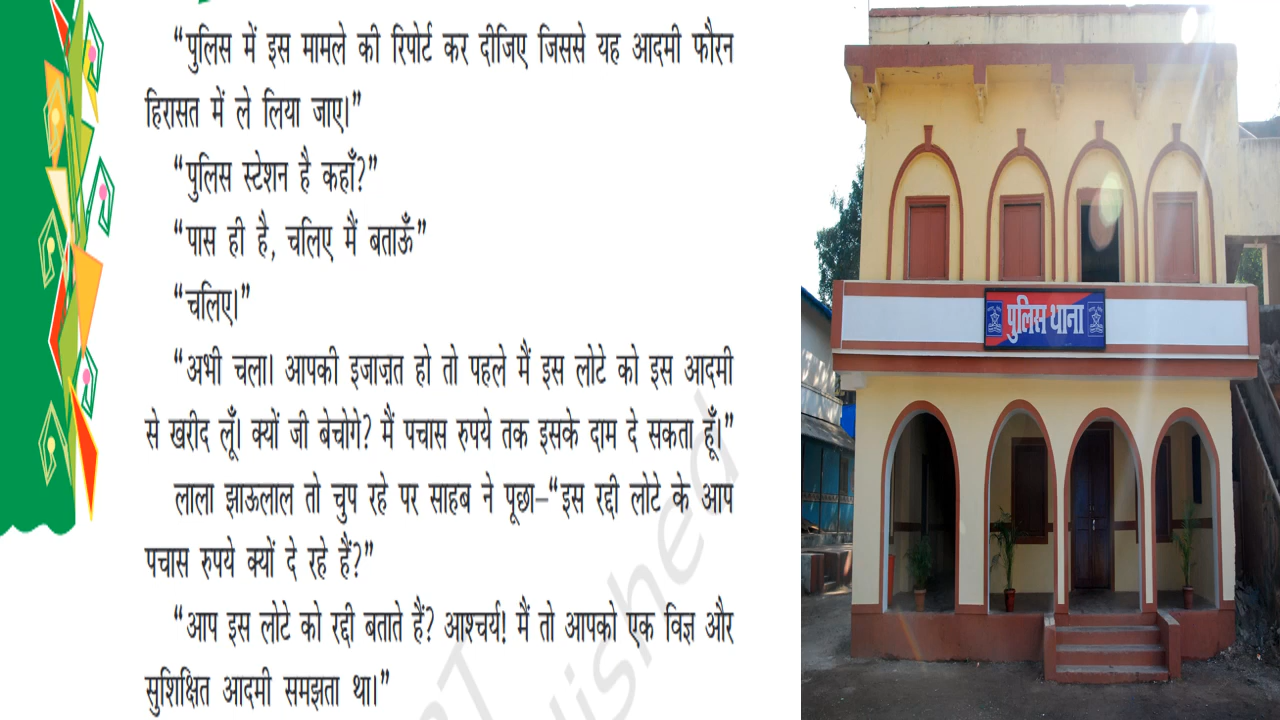 “पुलिस में इस मामले की रिपोर्ट कर दीजिए जिससे यह आदमी फौरन
हिरासत में ले लिया जाए।”
“पुलिस स्टेशन है कहाँ?”
“पास ही है, चलिए मैं बताऊँ”
“चलिए।”
“अभी चला। आपकी इजाज़त हो तो पहले मैं इस लोटे को इस आदमी
से खरीद लूँ। क्यों जी बेचोगे? मैं पचास रुपये तक इसके दाम दे सकता हूँ।”
लाला झाऊलाल तो चुप रहे पर साहब ने पूछा–“इस रद्दी लोटे के आप
पचास रुपये क्यों दे रहे हैं?”
“आप इस लोटे को रद्दी बताते हैं? आश्चर्य! मैं तो आपको एक विज्ञ और
सुशिक्षित आदमी समझता था।”
पुलिस थाना